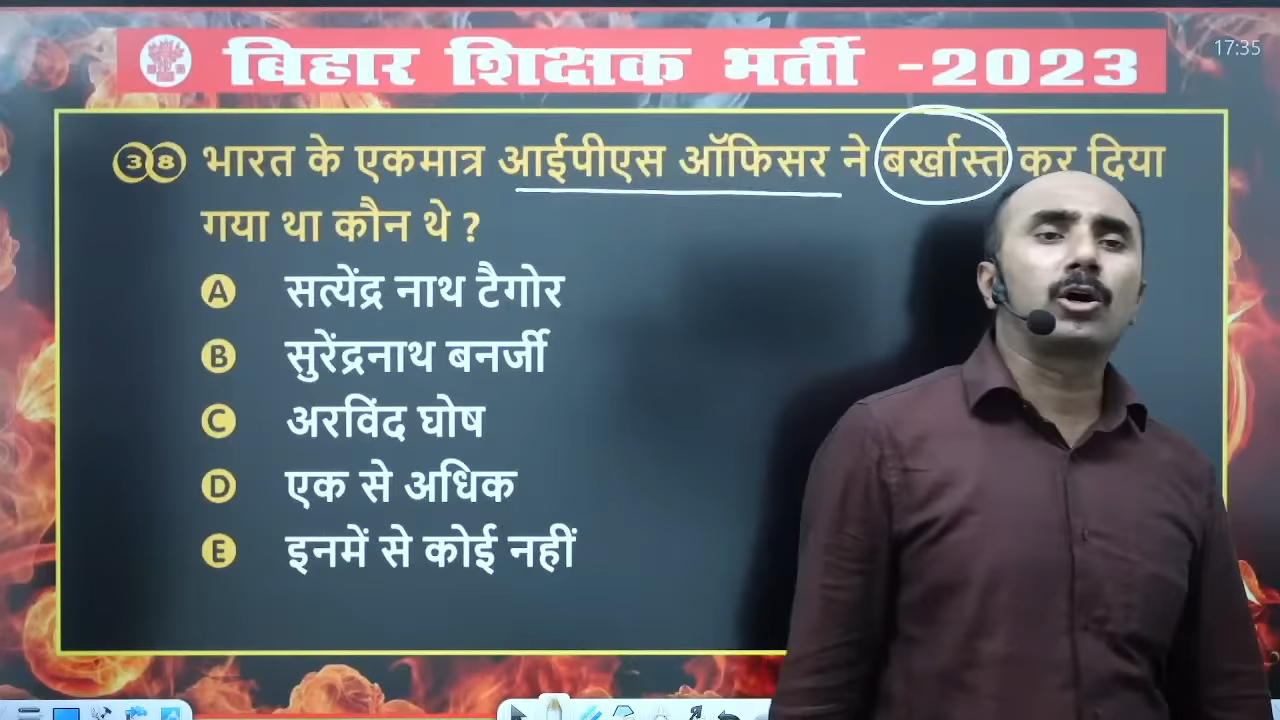 बिहार शिक्षक भर्ती -2023
17:35
38 भारत के एकमात्र आईपीएस ऑफिसर ने बर्खास्त कर दिया
गया था कौन थे ?
A सत्येंद्र नाथ टैगोर
B सुरेंद्रनाथ बनर्जी
C अरविंद घोष
D एक से अधिक
E इनमें से कोई नहीं